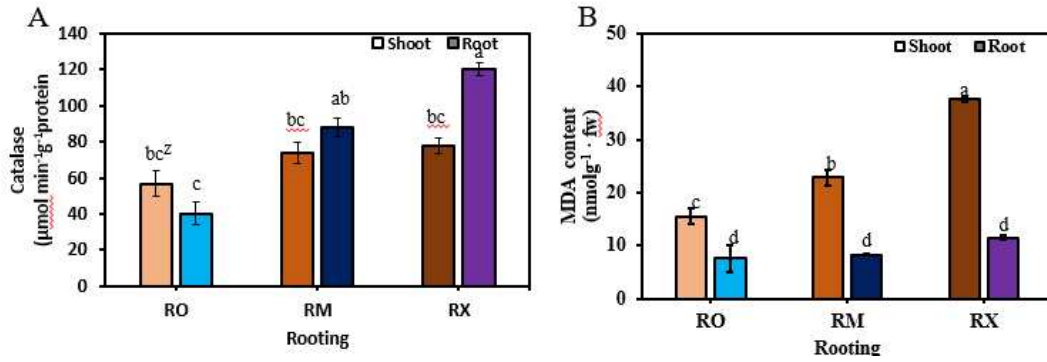 A
Catalase
(µmol min⁻¹g⁻¹protein
140
120
100
80
60
40
20
0
Shoot Root
bcᶻ
c
bc
ab
bc
a
RO RM RX
Rooting
B
MDA content
(nmolg⁻¹ · fw)
50
40
30
20
10
0
Shoot Root
c
d
b
d
a
d
RO RM RX
Rooting